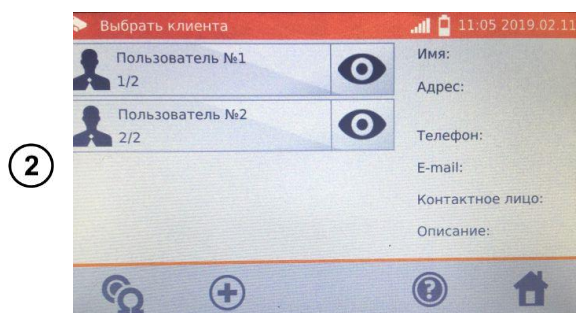 Выбрать клиента
11:05 2019.02.11
Пользователь №1
1/2
Пользователь №2
2/2
Имя:
Адрес:
Телефон:
E-mail:
Контактное лицо:
Описание:
2